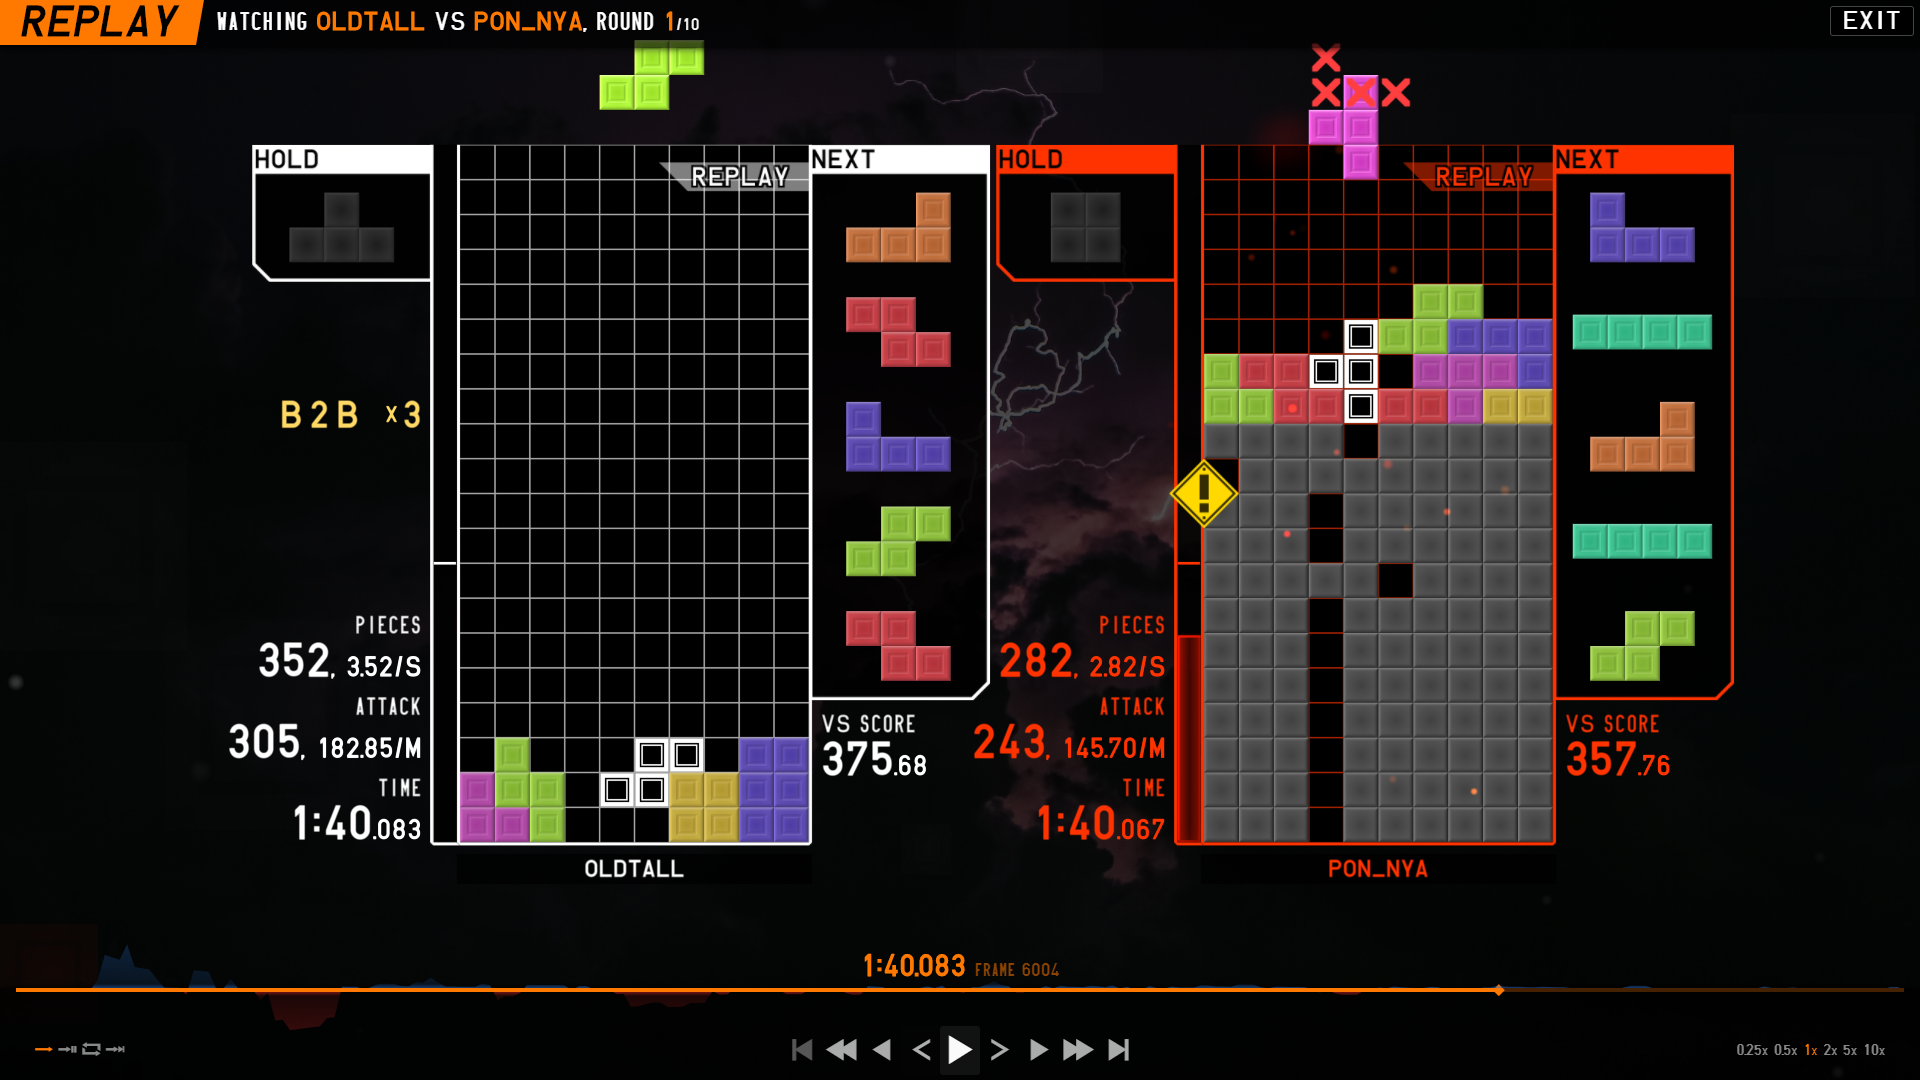 REPLAY
WATCHING OLDTALL VS PON_NYA, ROUND 1/10
EXIT
HOLD
REPLAY
NEXT
B2B x3
PIECES
352, 3.52/S
ATTACK
305, 182.85/M
TIME
1:40.083
VS SCORE
375.68
OLDTALL
HOLD
REPLAY
NEXT
!
PIECES
282, 2.82/S
ATTACK
243, 145.70/M
TIME
1:40.067
VS SCORE
357.76
PON_NYA
1:40.083 FRAME 6004
0.25x 0.5x 1x 2x 5x 10x